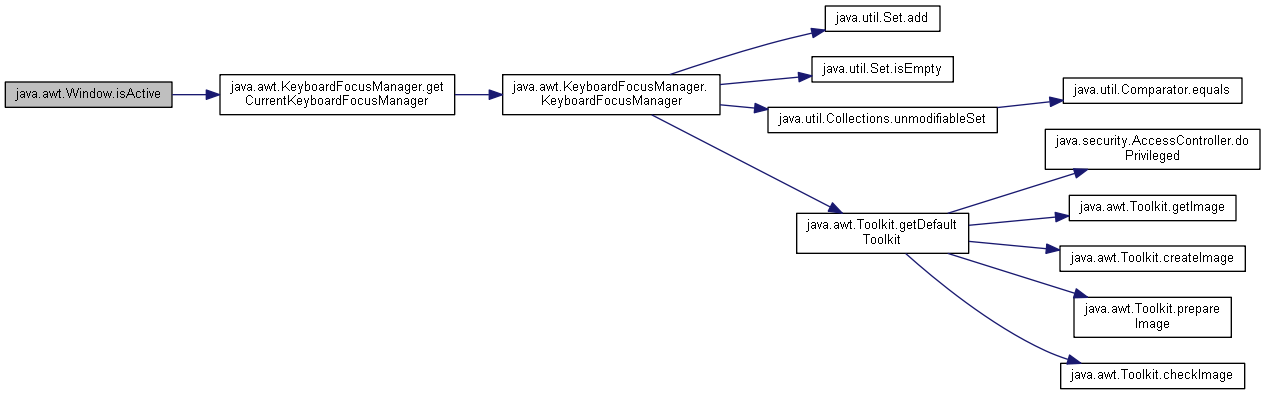 java.awt.Window.isActive
java.awt.KeyboardFocusManager.get
CurrentKeyboardFocusManager
java.awt.KeyboardFocusManager.
KeyboardFocusManager
java.util.Set.add
java.util.Set.isEmpty
java.util.Collections.unmodifiableSet
java.util.Comparator.equals
java.awt.Toolkit.getDefault
Toolkit
java.security.AccessController.do
Privileged
java.awt.Toolkit.getImage
java.awt.Toolkit.createImage
java.awt.Toolkit.prepare
Image
java.awt.Toolkit.checkImage